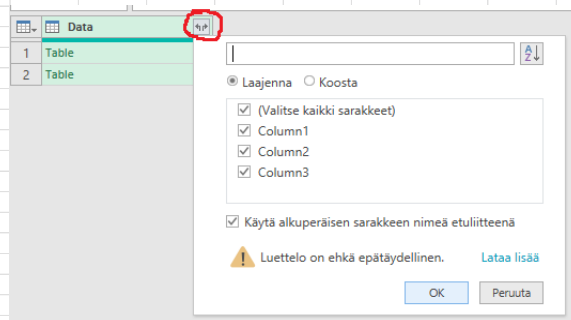 Data
1 Table
2 Table
Laajenna Koosta
(Valitse kaikki sarakkeet)
Column1
Column2
Column3
Käytä alkuperäisen sarakkeen nimeä etuliitteenä
Luettelo on ehkä epätäydellinen. Lataa lisää
OK Peruuta